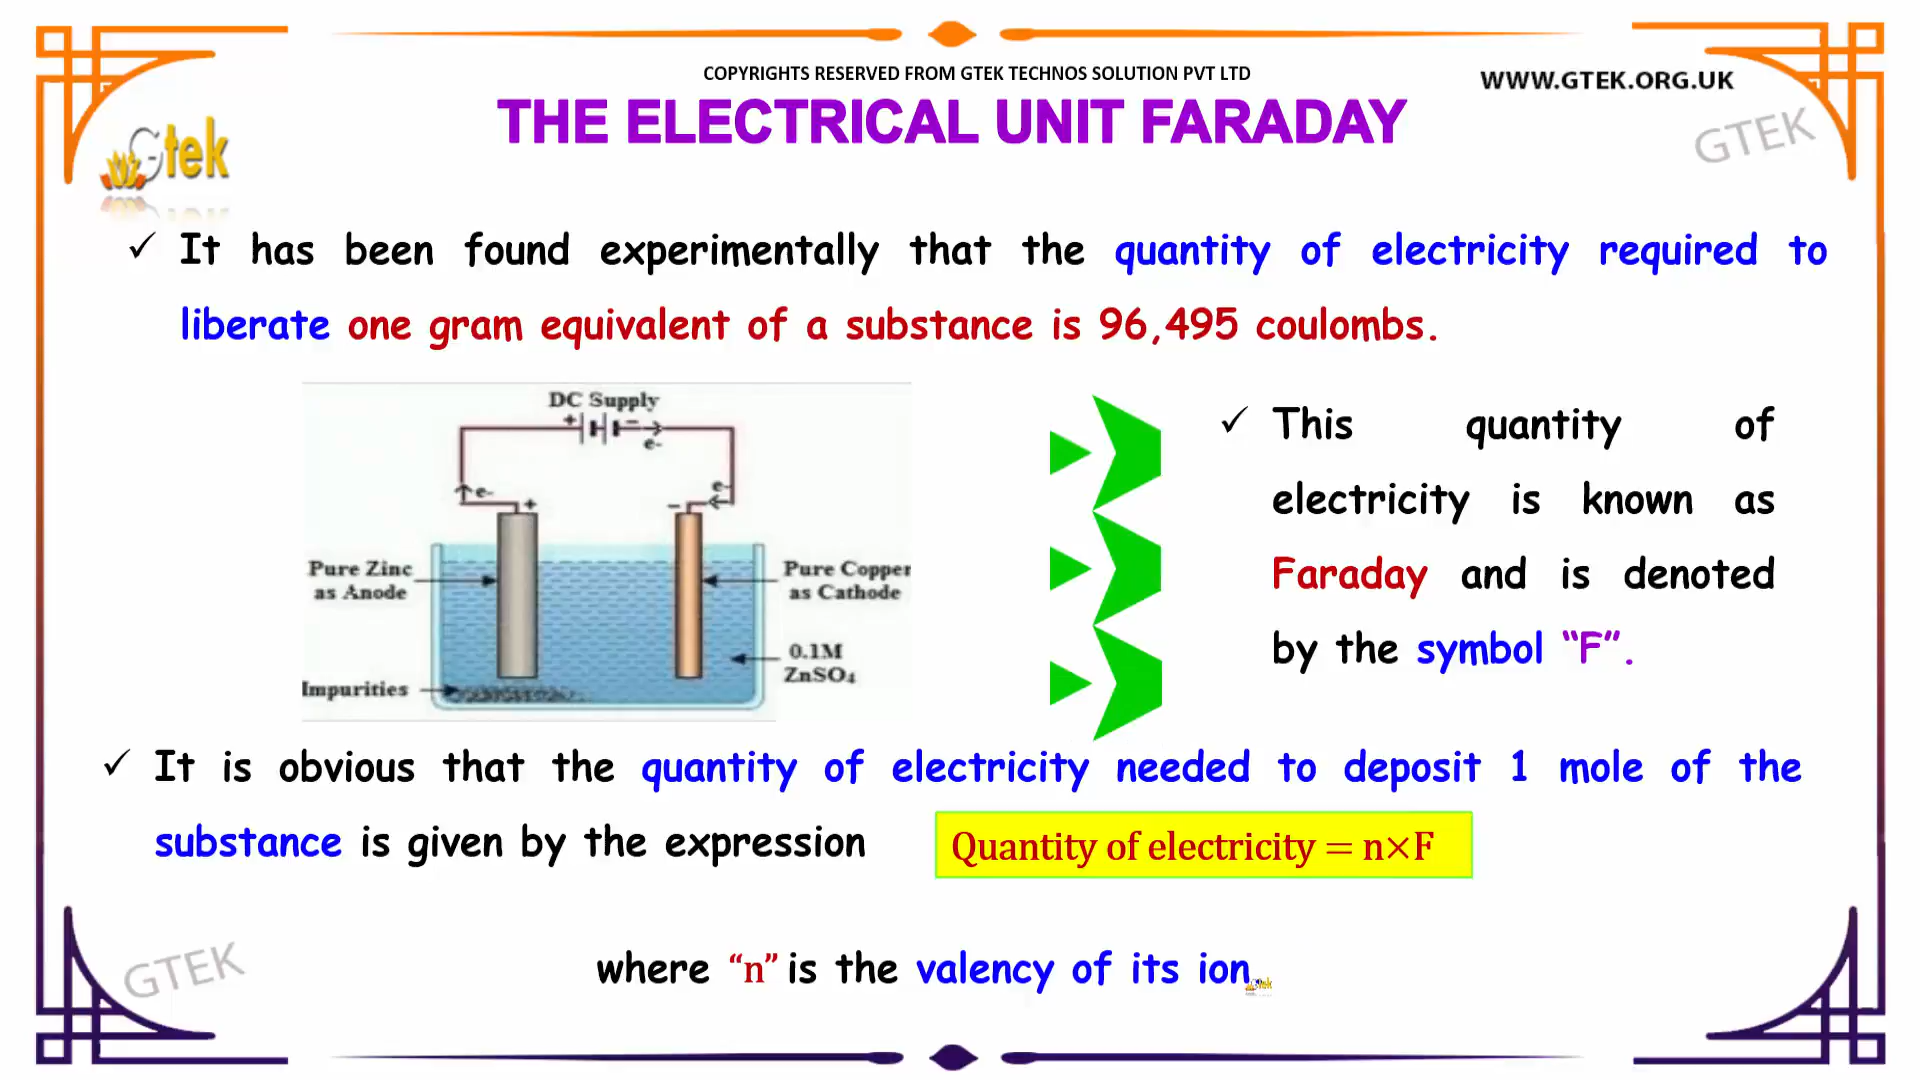 COPYRIGHTS RESERVED FROM GTEK TECHNOS SOLUTION PVT LTD
WWW.GTEK.ORG.UK
THE ELECTRICAL UNIT FARADAY
GTEK
Gtek
✓ It has been found experimentally that the quantity of electricity required to
liberate one gram equivalent of a substance is 96,495 coulombs.
DC Supply
+ −
e-
e- +
− e-
Pure Zinc
as Anode
Pure Copper
as Cathode
0.1M
ZnSO₄
Impurities
✓ This quantity of
electricity is known as
Faraday and is denoted
by the symbol “F”.
✓ It is obvious that the quantity of electricity needed to deposit 1 mole of the
substance is given by the expression
Quantity of electricity = n×F
where “n” is the valency of its ion.
GTEK
Gtek